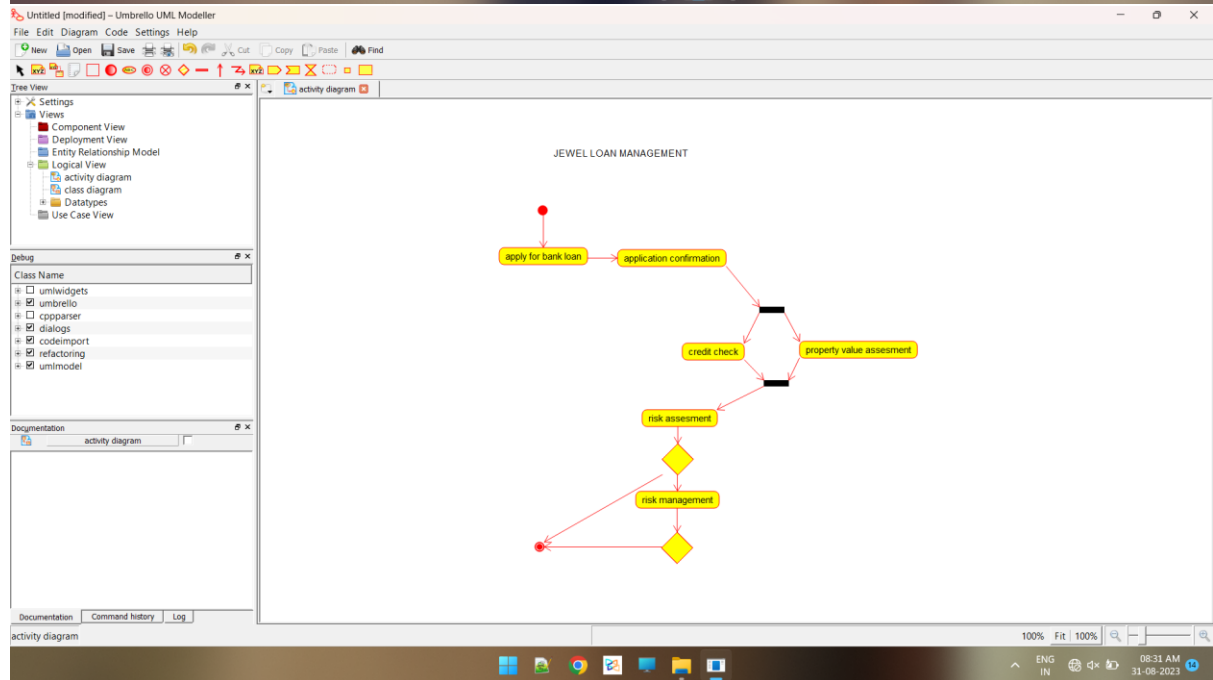 Untitled [modified] – Umbrello UML Modeller
File Edit Diagram Code Settings Help
New Open Save Cut Copy Paste Find
Tree View
activity diagram
Settings
Views
Component View
Deployment View
Entity Relationship Model
Logical View
activity diagram
class diagram
Datatypes
Use Case View
Debug
Class Name
umlwidgets
umbrello
cppparser
dialogs
codeimport
refactoring
umlmodel
Documentation
activity diagram
Documentation Command history Log
JEWEL LOAN MANAGEMENT
apply for bank loan
application confirmation
credit check
property value assesment
risk assesment
risk management
activity diagram
100% Fit 100%
ENG
IN
08:31 AM
31-08-2023
14